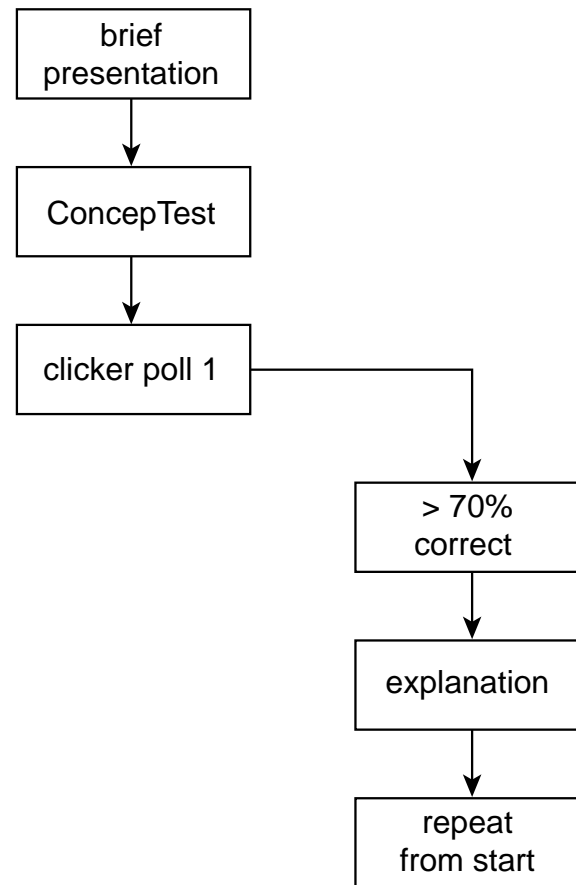 brief
presentation
ConcepTest
clicker poll 1
> 70%
correct
explanation
repeat
from start